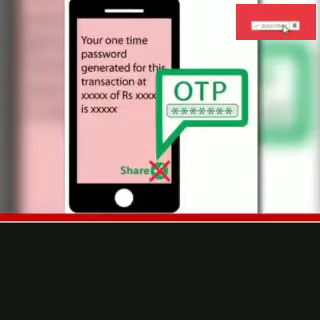 Your one time
password
generated for this
transaction at
xxxxx of Rs xxxx
is xxxxx
OTP
*******
Share